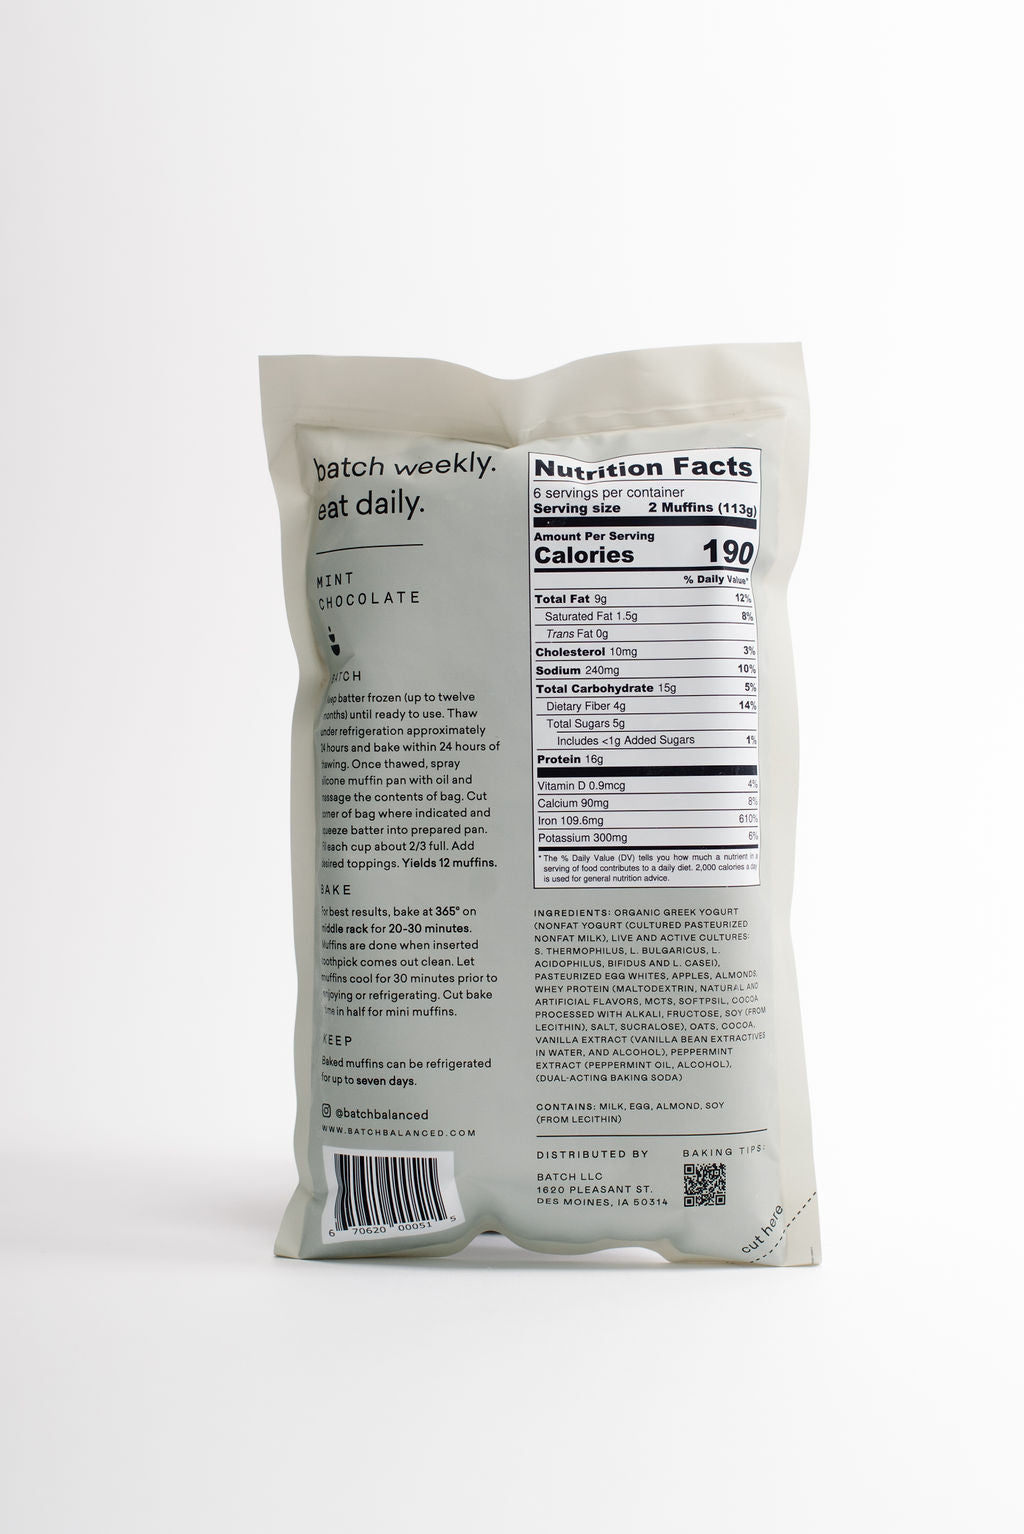 batch weekly.
eat daily.
MINT
CHOCOLATE
BATCH
Keep batter frozen (up to twelve
months) until ready to use. Thaw
under refrigeration approximately
24 hours and bake within 24 hours of
thawing. Once thawed, spray
silicone muffin pan with oil and
massage the contents of bag. Cut
corner of bag where indicated and
squeeze batter into prepared pan.
Fill each cup about 2/3 full. Add
desired toppings. Yields 12 muffins.
BAKE
For best results, bake at 365° on
middle rack for 20-30 minutes.
Muffins are done when inserted
toothpick comes out clean. Let
muffins cool for 30 minutes prior to
enjoying or refrigerating. Cut bake
time in half for mini muffins.
KEEP
Baked muffins can be refrigerated
for up to seven days.
@batchbalanced
WWW.BATCHBALANCED.COM
6 70620 00051 5
Nutrition Facts
6 servings per container
Serving size 2 Muffins (113g)
Amount Per Serving
Calories 190
% Daily Value*
Total Fat 9g 12%
Saturated Fat 1.5g 8%
Trans Fat 0g
Cholesterol 10mg 3%
Sodium 240mg 10%
Total Carbohydrate 15g 5%
Dietary Fiber 4g 14%
Total Sugars 5g
Includes <1g Added Sugars 1%
Protein 16g
Vitamin D 0.9mcg 4%
Calcium 90mg 8%
Iron 109.6mg 610%
Potassium 300mg 6%
* The % Daily Value (DV) tells you how much a nutrient in a
serving of food contributes to a daily diet. 2,000 calories a day
is used for general nutrition advice.
INGREDIENTS: ORGANIC GREEK YOGURT
(NONFAT YOGURT (CULTURED PASTEURIZED
NONFAT MILK), LIVE AND ACTIVE CULTURES:
S. THERMOPHILUS, L. BULGARICUS, L.
ACIDOPHILUS, BIFIDUS AND L. CASEI),
PASTEURIZED EGG WHITES, APPLES, ALMONDS,
WHEY PROTEIN (MALTODEXTRIN, NATURAL AND
ARTIFICIAL FLAVORS, MCTS, SOFTPSIL, COCOA
PROCESSED WITH ALKALI, FRUCTOSE, SOY (FROM
LECITHIN), SALT, SUCRALOSE), OATS, COCOA,
VANILLA EXTRACT (VANILLA BEAN EXTRACTIVES
IN WATER, AND ALCOHOL), PEPPERMINT
EXTRACT (PEPPERMINT OIL, ALCOHOL),
(DUAL-ACTING BAKING SODA)
CONTAINS: MILK, EGG, ALMOND, SOY
(FROM LECITHIN)
DISTRIBUTED BY
BATCH LLC
1620 PLEASANT ST.
DES MOINES, IA 50314
BAKING TIPS:
cut here